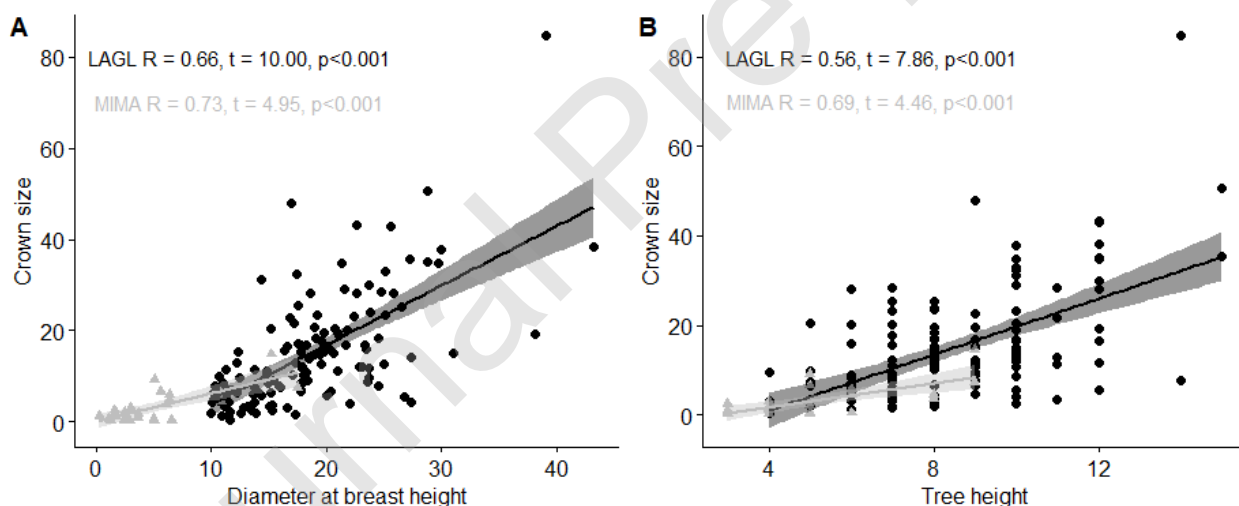 A
LAGL R = 0.66, t = 10.00, p<0.001
MIMA R = 0.73, t = 4.95, p<0.001
80
60
40
20
0
Crown size
0 10 20 30 40
Diameter at breast height
B
LAGL R = 0.56, t = 7.86, p<0.001
MIMA R = 0.69, t = 4.46, p<0.001
80
60
40
20
0
Crown size
4 8 12
Tree height
urnal Pre